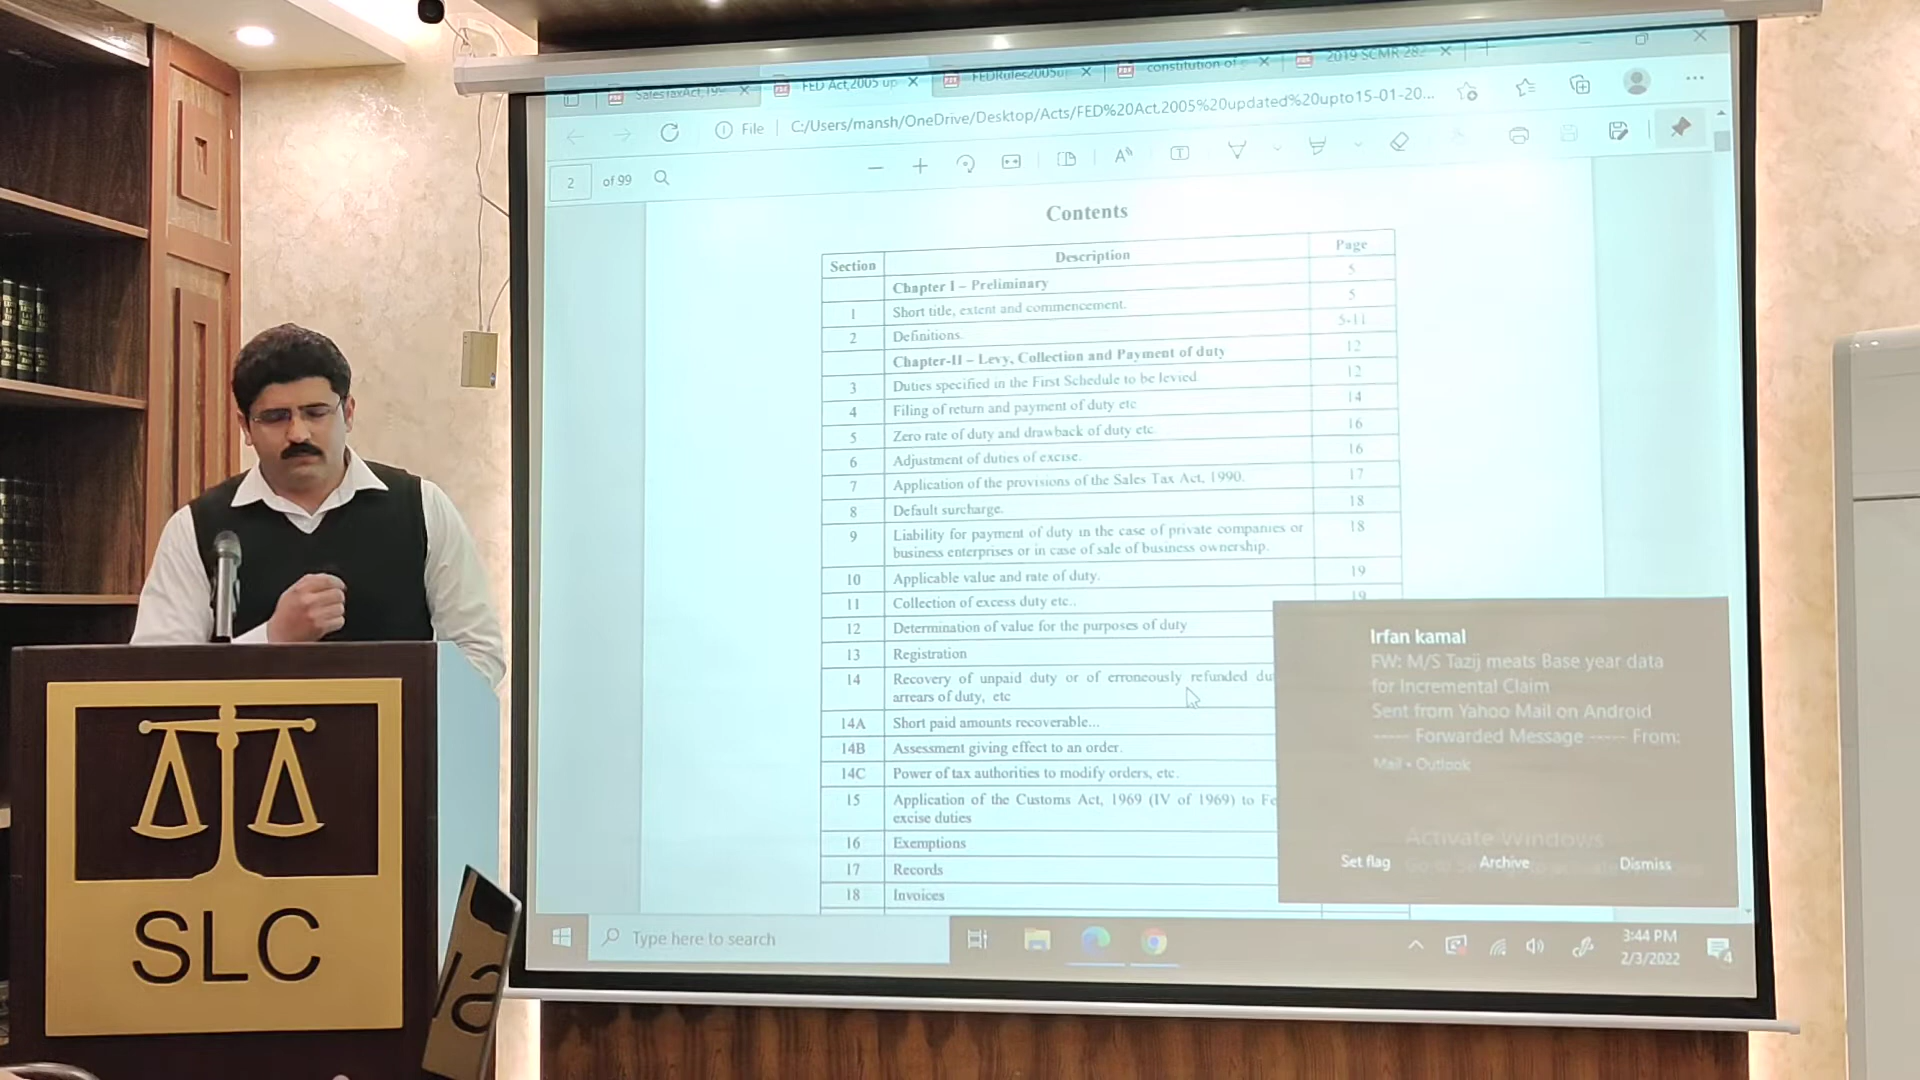 SalesTaxAct,199
FED Act,2005 up
FEDRules2005u
constitution of
2019 SCMR 282
File
C:/Users/mansh/OneDrive/Desktop/Acts/FED%20Act,2005%20updated%20upto15-01-20...
2 of 99
Contents
Section Description Page
Chapter I – Preliminary 5
1 Short title, extent and commencement. 5
2 Definitions. 5-11
Chapter-II – Levy, Collection and Payment of duty 12
3 Duties specified in the First Schedule to be levied 12
4 Filing of return and payment of duty etc 14
5 Zero rate of duty and drawback of duty etc 16
6 Adjustment of duties of excise. 16
7 Application of the provisions of the Sales Tax Act, 1990. 17
8 Default surcharge. 18
9 Liability for payment of duty in the case of private companies or 18
business enterprises or in case of sale of business ownership.
10 Applicable value and rate of duty. 19
11 Collection of excess duty etc.. 19
12 Determination of value for the purposes of duty
13 Registration
14 Recovery of unpaid duty or of erroneously refunded du
arrears of duty, etc
14A Short paid amounts recoverable...
14B Assessment giving effect to an order.
14C Power of tax authorities to modify orders, etc.
15 Application of the Customs Act, 1969 (IV of 1969) to Fe
excise duties
16 Exemptions
17 Records
18 Invoices
Irfan kamal
FW: M/S Tazij meats Base year data
for Incremental Claim
Sent from Yahoo Mail on Android
----- Forwarded Message ----- From:
Mail • Outlook
Activate Windows
Set flag Archive Dismiss
Type here to search
3:44 PM
2/3/2022
4
SLC